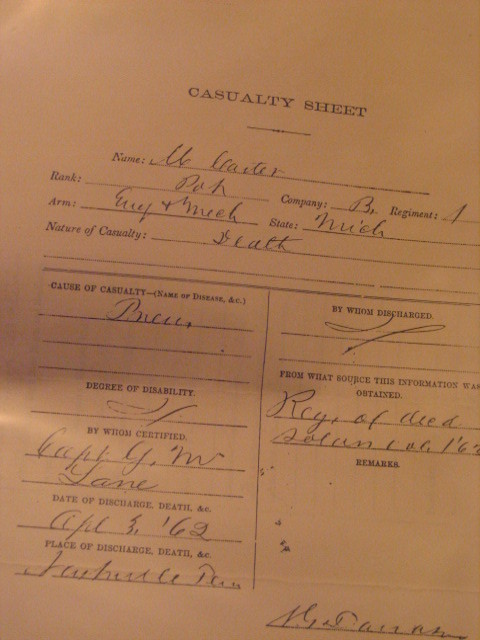 CASUALTY SHEET
Name: M Carter
Rank: Company: B, Regiment: 1
Arm: Eng & Mech State: Mich
Nature of Casualty: Death
CAUSE OF CASUALTY—(NAME OF DISEASE, &C.)
BY WHOM DISCHARGED.
DEGREE OF DISABILITY.
FROM WHAT SOURCE THIS INFORMATION WAS
OBTAINED.
Reg. of died
BY WHOM CERTIFIED.
Capt G. M
Lane
REMARKS.
DATE OF DISCHARGE, DEATH, &C.
Apl 3, '62
PLACE OF DISCHARGE, DEATH, &C.
Nashville Tenn